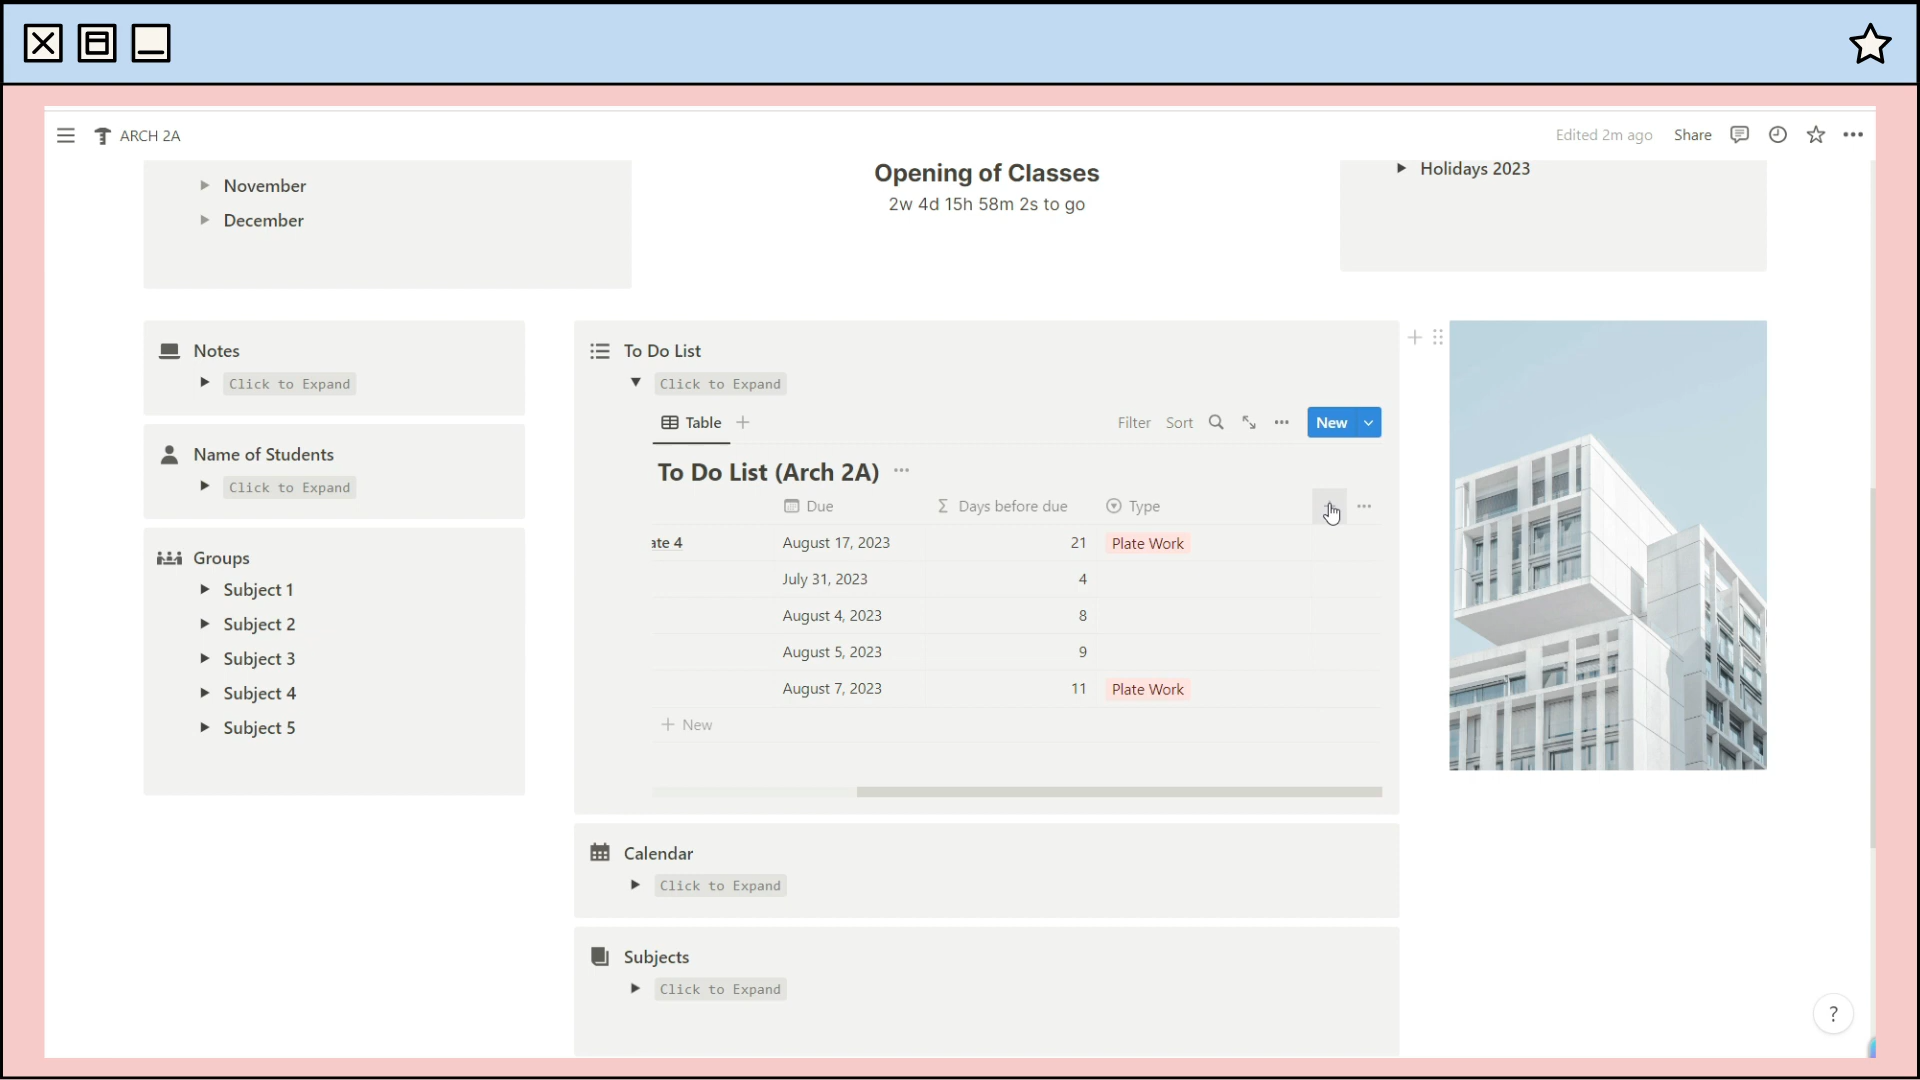 ARCH 2A
Edited 2m ago
Share
November
December
Opening of Classes
2w 4d 15h 58m 2s to go
Holidays 2023
Notes
Click to Expand
Name of Students
Click to Expand
Groups
Subject 1
Subject 2
Subject 3
Subject 4
Subject 5
To Do List
Click to Expand
Table
Filter Sort
New
To Do List (Arch 2A)
Due Days before due Type
ate 4 August 17, 2023 21 Plate Work
July 31, 2023 4
August 4, 2023 8
August 5, 2023 9
August 7, 2023 11 Plate Work
+ New
Calendar
Click to Expand
Subjects
Click to Expand
?